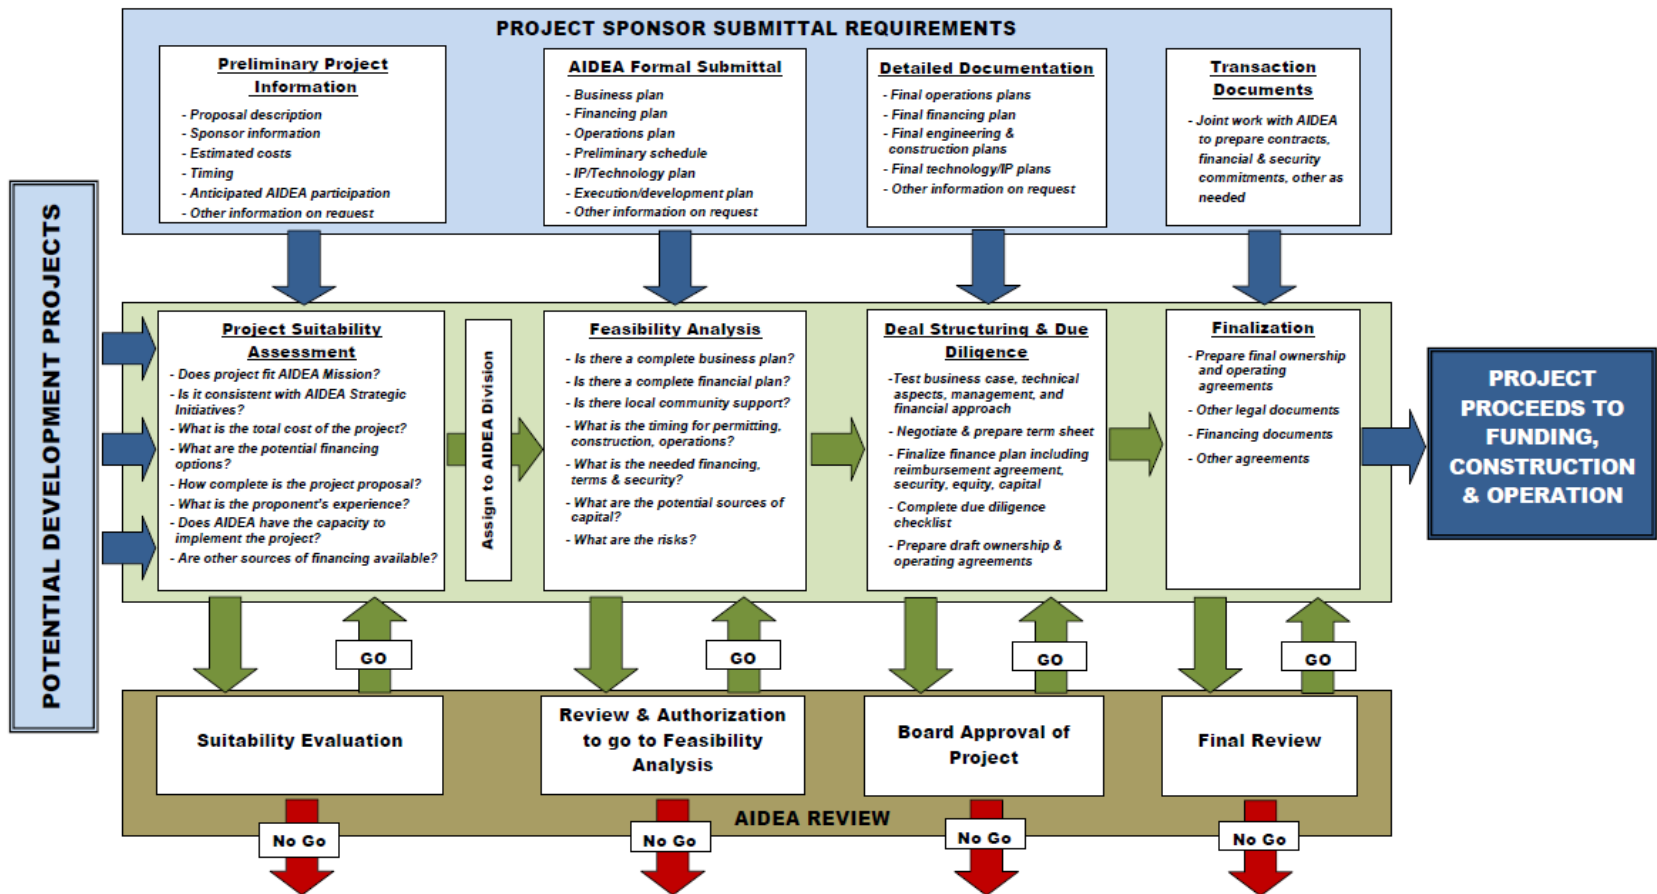 POTENTIAL DEVELOPMENT PROJECTS
PROJECT SPONSOR SUBMITTAL REQUIREMENTS
Preliminary Project
Information
- Proposal description
- Sponsor information
- Estimated costs
- Timing
- Anticipated AIDEA participation
- Other information on request
AIDEA Formal Submittal
- Business plan
- Financing plan
- Operations plan
- Preliminary schedule
- IP/Technology plan
- Execution/development plan
- Other information on request
Detailed Documentation
- Final operations plans
- Final financing plan
- Final engineering &
construction plans
- Final technology/IP plans
- Other information on request
Transaction
Documents
- Joint work with AIDEA
to prepare contracts,
financial & security
commitments, other as
needed
Project Suitability
Assessment
- Does project fit AIDEA Mission?
- Is it consistent with AIDEA Strategic
Initiatives?
- What is the total cost of the project?
- What are the potential financing
options?
- How complete is the project proposal?
- What is the proponent's experience?
- Does AIDEA have the capacity to
implement the project?
- Are other sources of financing available?
Assign to AIDEA Division
Feasibility Analysis
- Is there a complete business plan?
- Is there a complete financial plan?
- Is there local community support?
- What is the timing for permitting,
construction, operations?
- What is the needed financing,
terms & security?
- What are the potential sources of
capital?
- What are the risks?
Deal Structuring & Due
Diligence
-Test business case, technical
aspects, management, and
financial approach
- Negotiate & prepare term sheet
- Finalize finance plan including
reimbursement agreement,
security, equity, capital
- Complete due diligence
checklist
- Prepare draft ownership &
operating agreements
Finalization
- Prepare final ownership
and operating
agreements
- Other legal documents
- Financing documents
- Other agreements
PROJECT
PROCEEDS TO
FUNDING,
CONSTRUCTION
& OPERATION
GO
GO
GO
GO
Suitability Evaluation
Review & Authorization
to go to Feasibility
Analysis
Board Approval of
Project
Final Review
AIDEA REVIEW
No Go
No Go
No Go
No Go